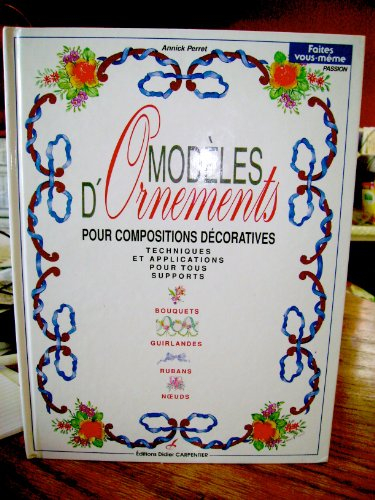 Annick Perret
Faites
vous-même
PASSION
MODÈLES
D'Ornements
POUR COMPOSITIONS DÉCORATIVES
TECHNIQUES
ET APPLICATIONS
POUR TOUS
SUPPORTS
BOUQUETS
GUIRLANDES
RUBANS
NŒUDS
Éditions Didier CARPENTIER